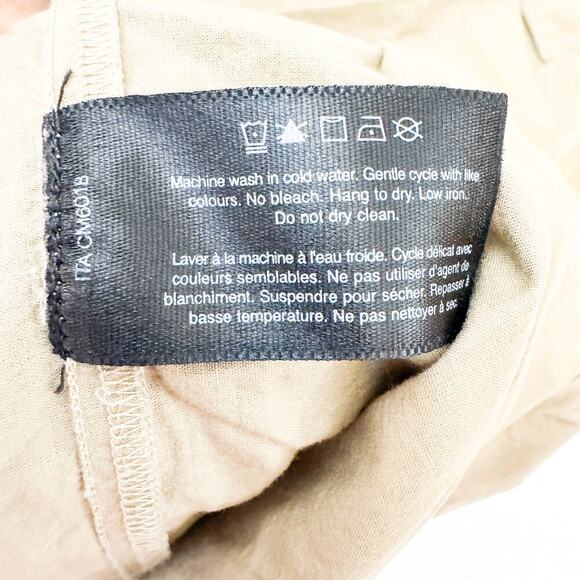 Machine wash in cold water. Gentle cycle with like
colours. No bleach. Hang to dry. Low iron.
Do not dry clean.
Laver à la machine à l'eau froide. Cycle délicat avec
couleurs semblables. Ne pas utiliser d'agent de
blanchiment. Suspendre pour sécher. Repasser à
basse temperature. Ne pas nettoyer à sec.
ITA CM6018